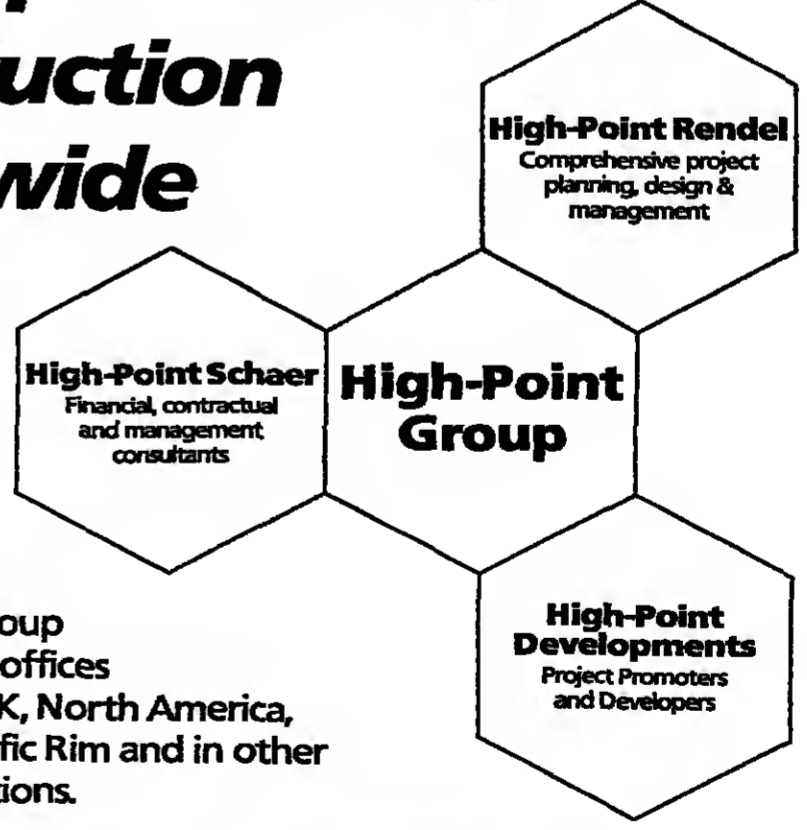 uction
wide
High-Point Rendel
Comprehensive project
planning, design &
management
High-Point Schaer
Financial, contractual
and management
consultants
High-Point
Group
High-Point
Developments
Project Promoters
and Developers
oup
offices
K, North America,
fic Rim and in other
tions.